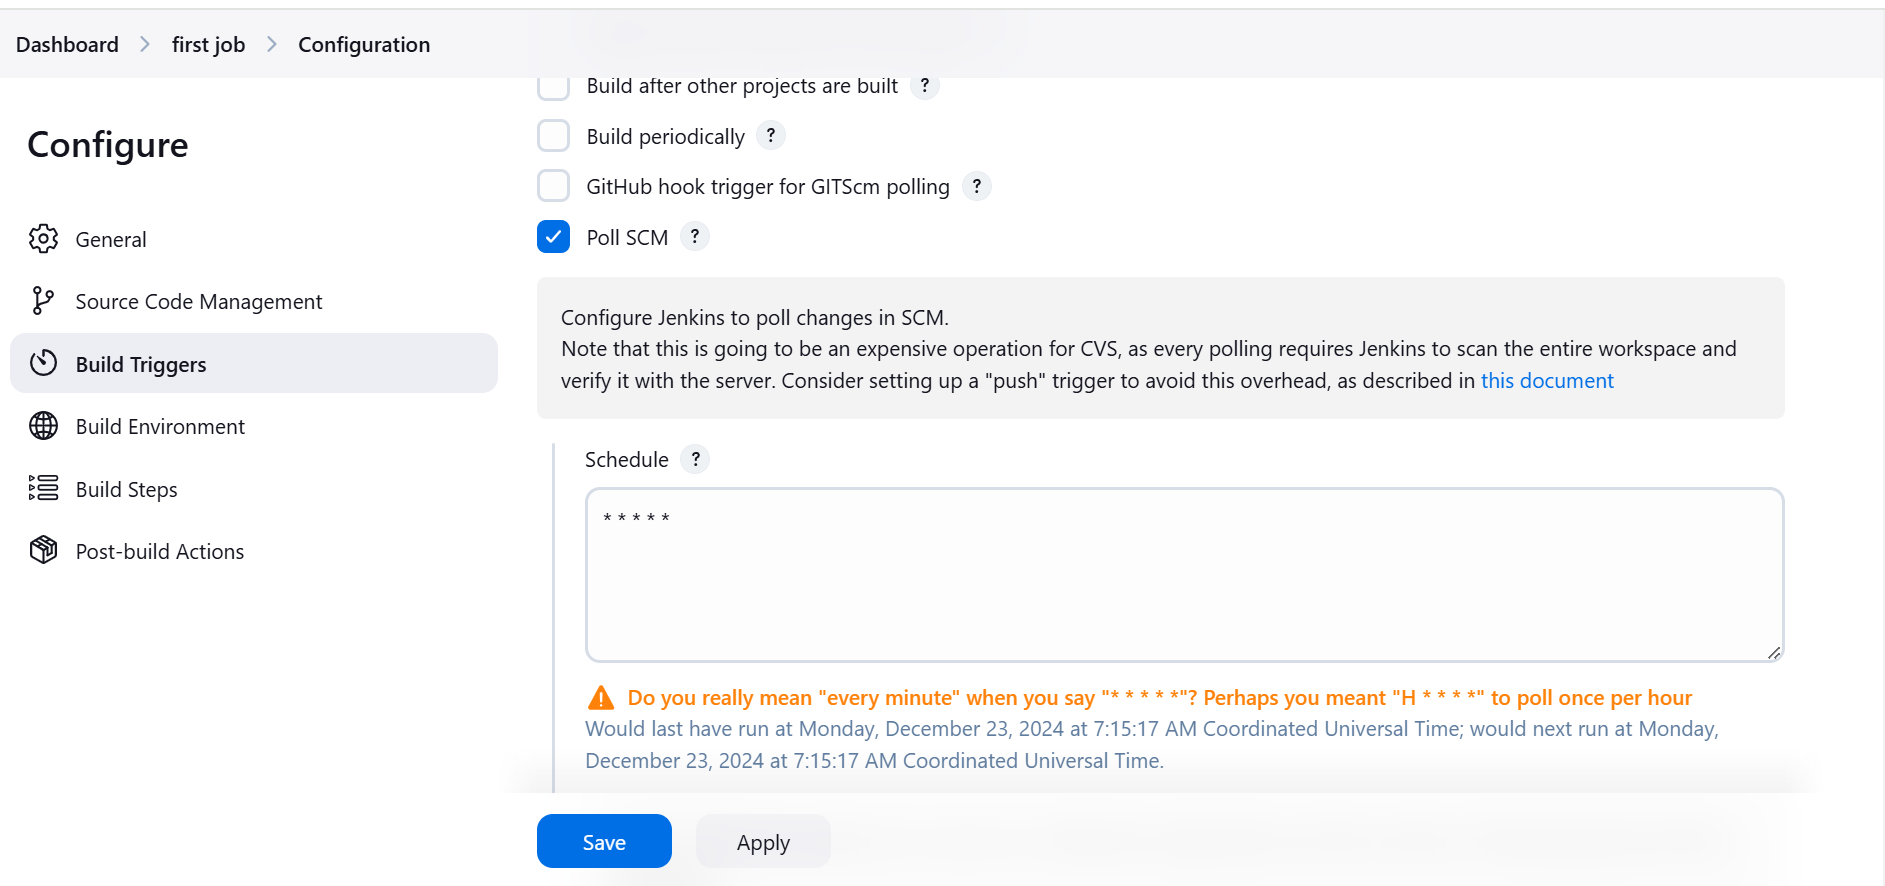 Dashboard > first job > Configuration
Build after other projects are built ?
Configure
Build periodically ?
GitHub hook trigger for GITScm polling ?
General
Poll SCM ?
Source Code Management
Build Triggers
Build Environment
Build Steps
Post-build Actions
Configure Jenkins to poll changes in SCM.
Note that this is going to be an expensive operation for CVS, as every polling requires Jenkins to scan the entire workspace and
verify it with the server. Consider setting up a "push" trigger to avoid this overhead, as described in this document
Schedule ?
* * * * *
Do you really mean "every minute" when you say "* * * * *"? Perhaps you meant "H * * * *" to poll once per hour
Would last have run at Monday, December 23, 2024 at 7:15:17 AM Coordinated Universal Time; would next run at Monday,
December 23, 2024 at 7:15:17 AM Coordinated Universal Time.
Save
Apply